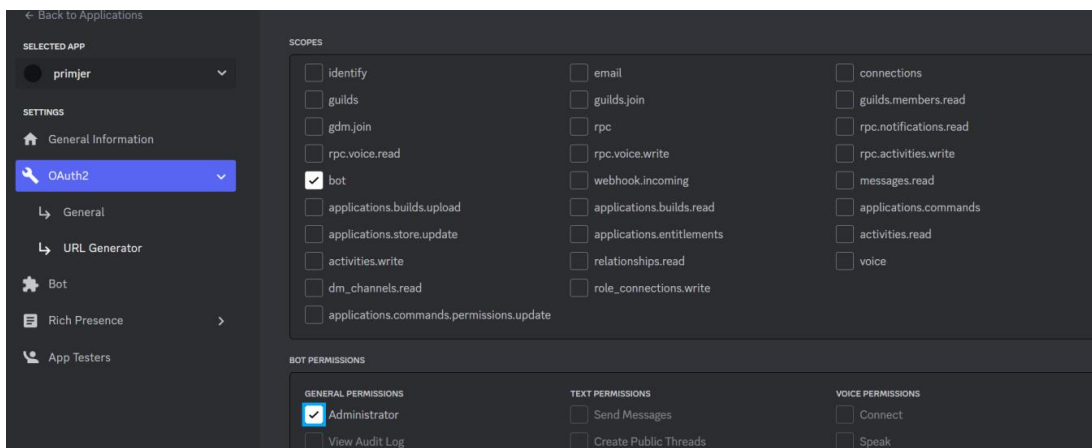 ← Back to Applications
SELECTED APP
primjer
SETTINGS
General Information
OAuth2
General
URL Generator
Bot
Rich Presence
App Testers
SCOPES
identify email connections
guilds guilds.join guilds.members.read
gdm.join rpc rpc.notifications.read
rpc.voice.read rpc.voice.write rpc.activities.write
bot webhook.incoming messages.read
applications.builds.upload applications.builds.read applications.commands
applications.store.update applications.entitlements activities.read
activities.write relationships.read voice
dm_channels.read role_connections.write
applications.commands.permissions.update
BOT PERMISSIONS
GENERAL PERMISSIONS TEXT PERMISSIONS VOICE PERMISSIONS
Administrator Send Messages Connect
View Audit Log Create Public Threads Speak